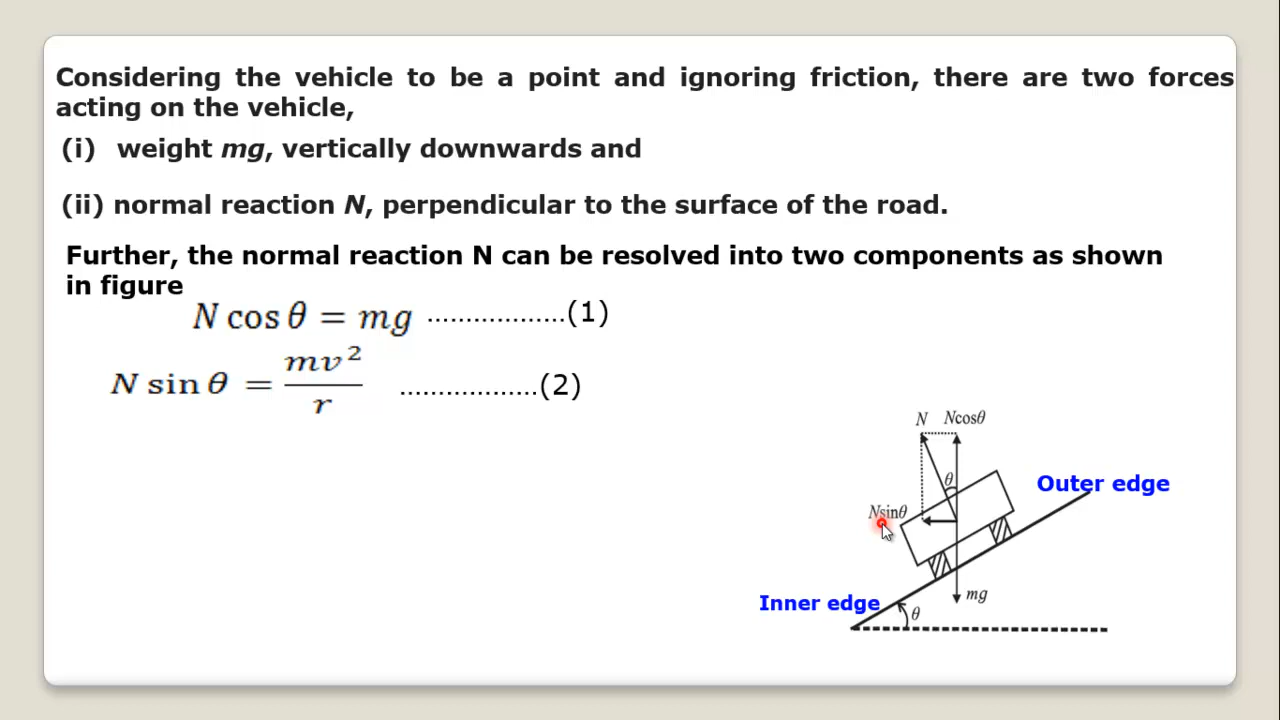 Considering the vehicle to be a point and ignoring friction, there are two forces
acting on the vehicle,
(i) weight mg, vertically downwards and
(ii) normal reaction N, perpendicular to the surface of the road.
Further, the normal reaction N can be resolved into two components as shown
in figure
N cos θ = mg ..................(1)
N sin θ = mv²/r ..................(2)
N Ncosθ
θ
Outer edge
Nsinθ
mg
Inner edge
θ